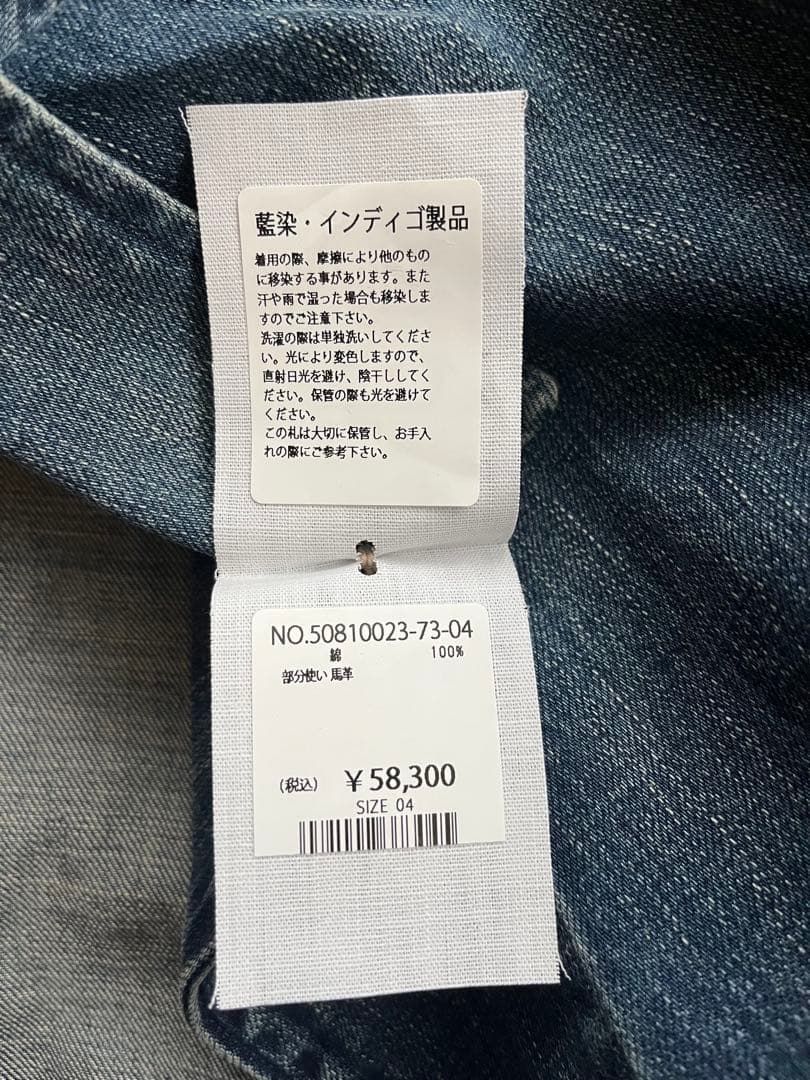 藍染・インディゴ製品
着用の際、摩擦により他のもの
に移染する事があります。また
汗や雨で湿った場合も移染しま
すのでご注意下さい。
洗濯の際は単独洗いしてくださ
い。光により変色しますので、
直射日光を避け、陰干ししてく
ださい。保管の際も光を避けて
ください。
この札は大切に保管し、お手入
れの際にご参考下さい。
NO.50810023-73-04
綿 100%
部分使い 馬革
(税込) ¥58,300
SIZE 04